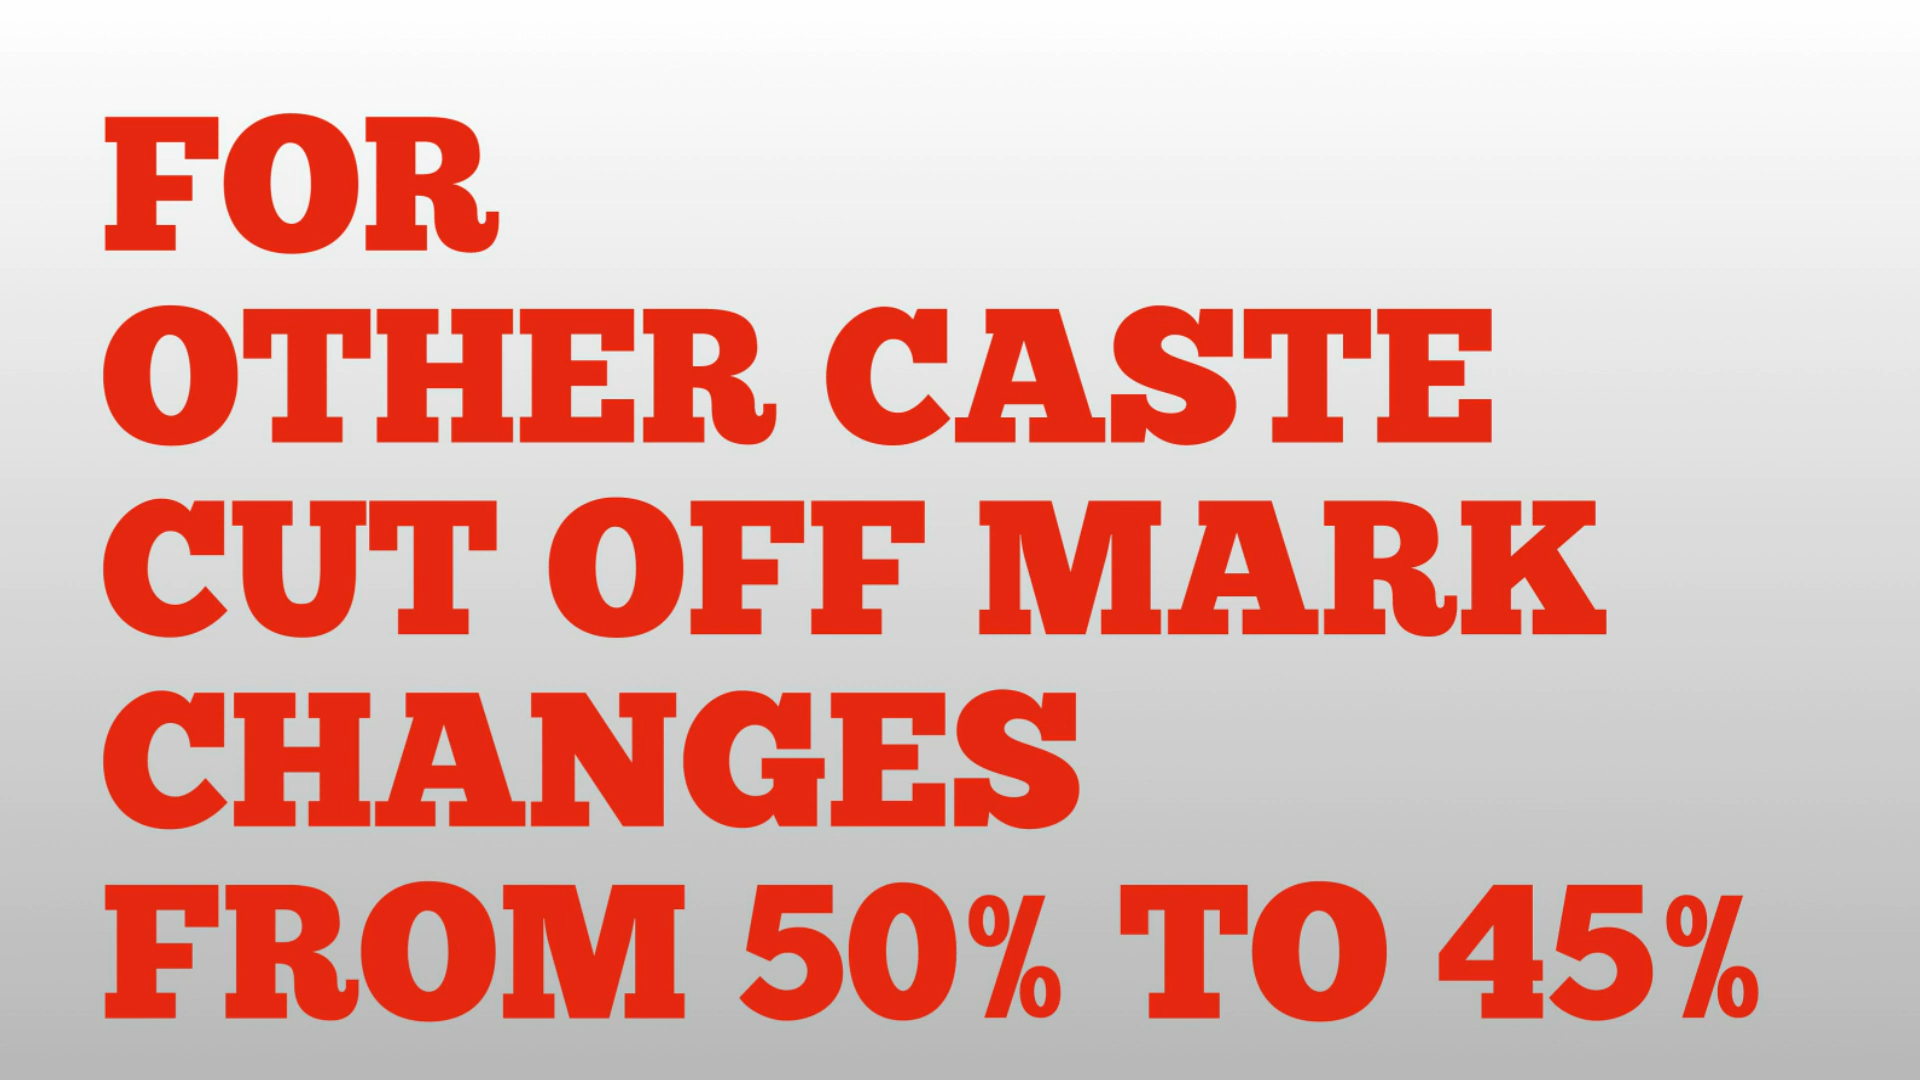 FOR
OTHER CASTE
CUT OFF MARK
CHANGES
FROM 50% TO 45%